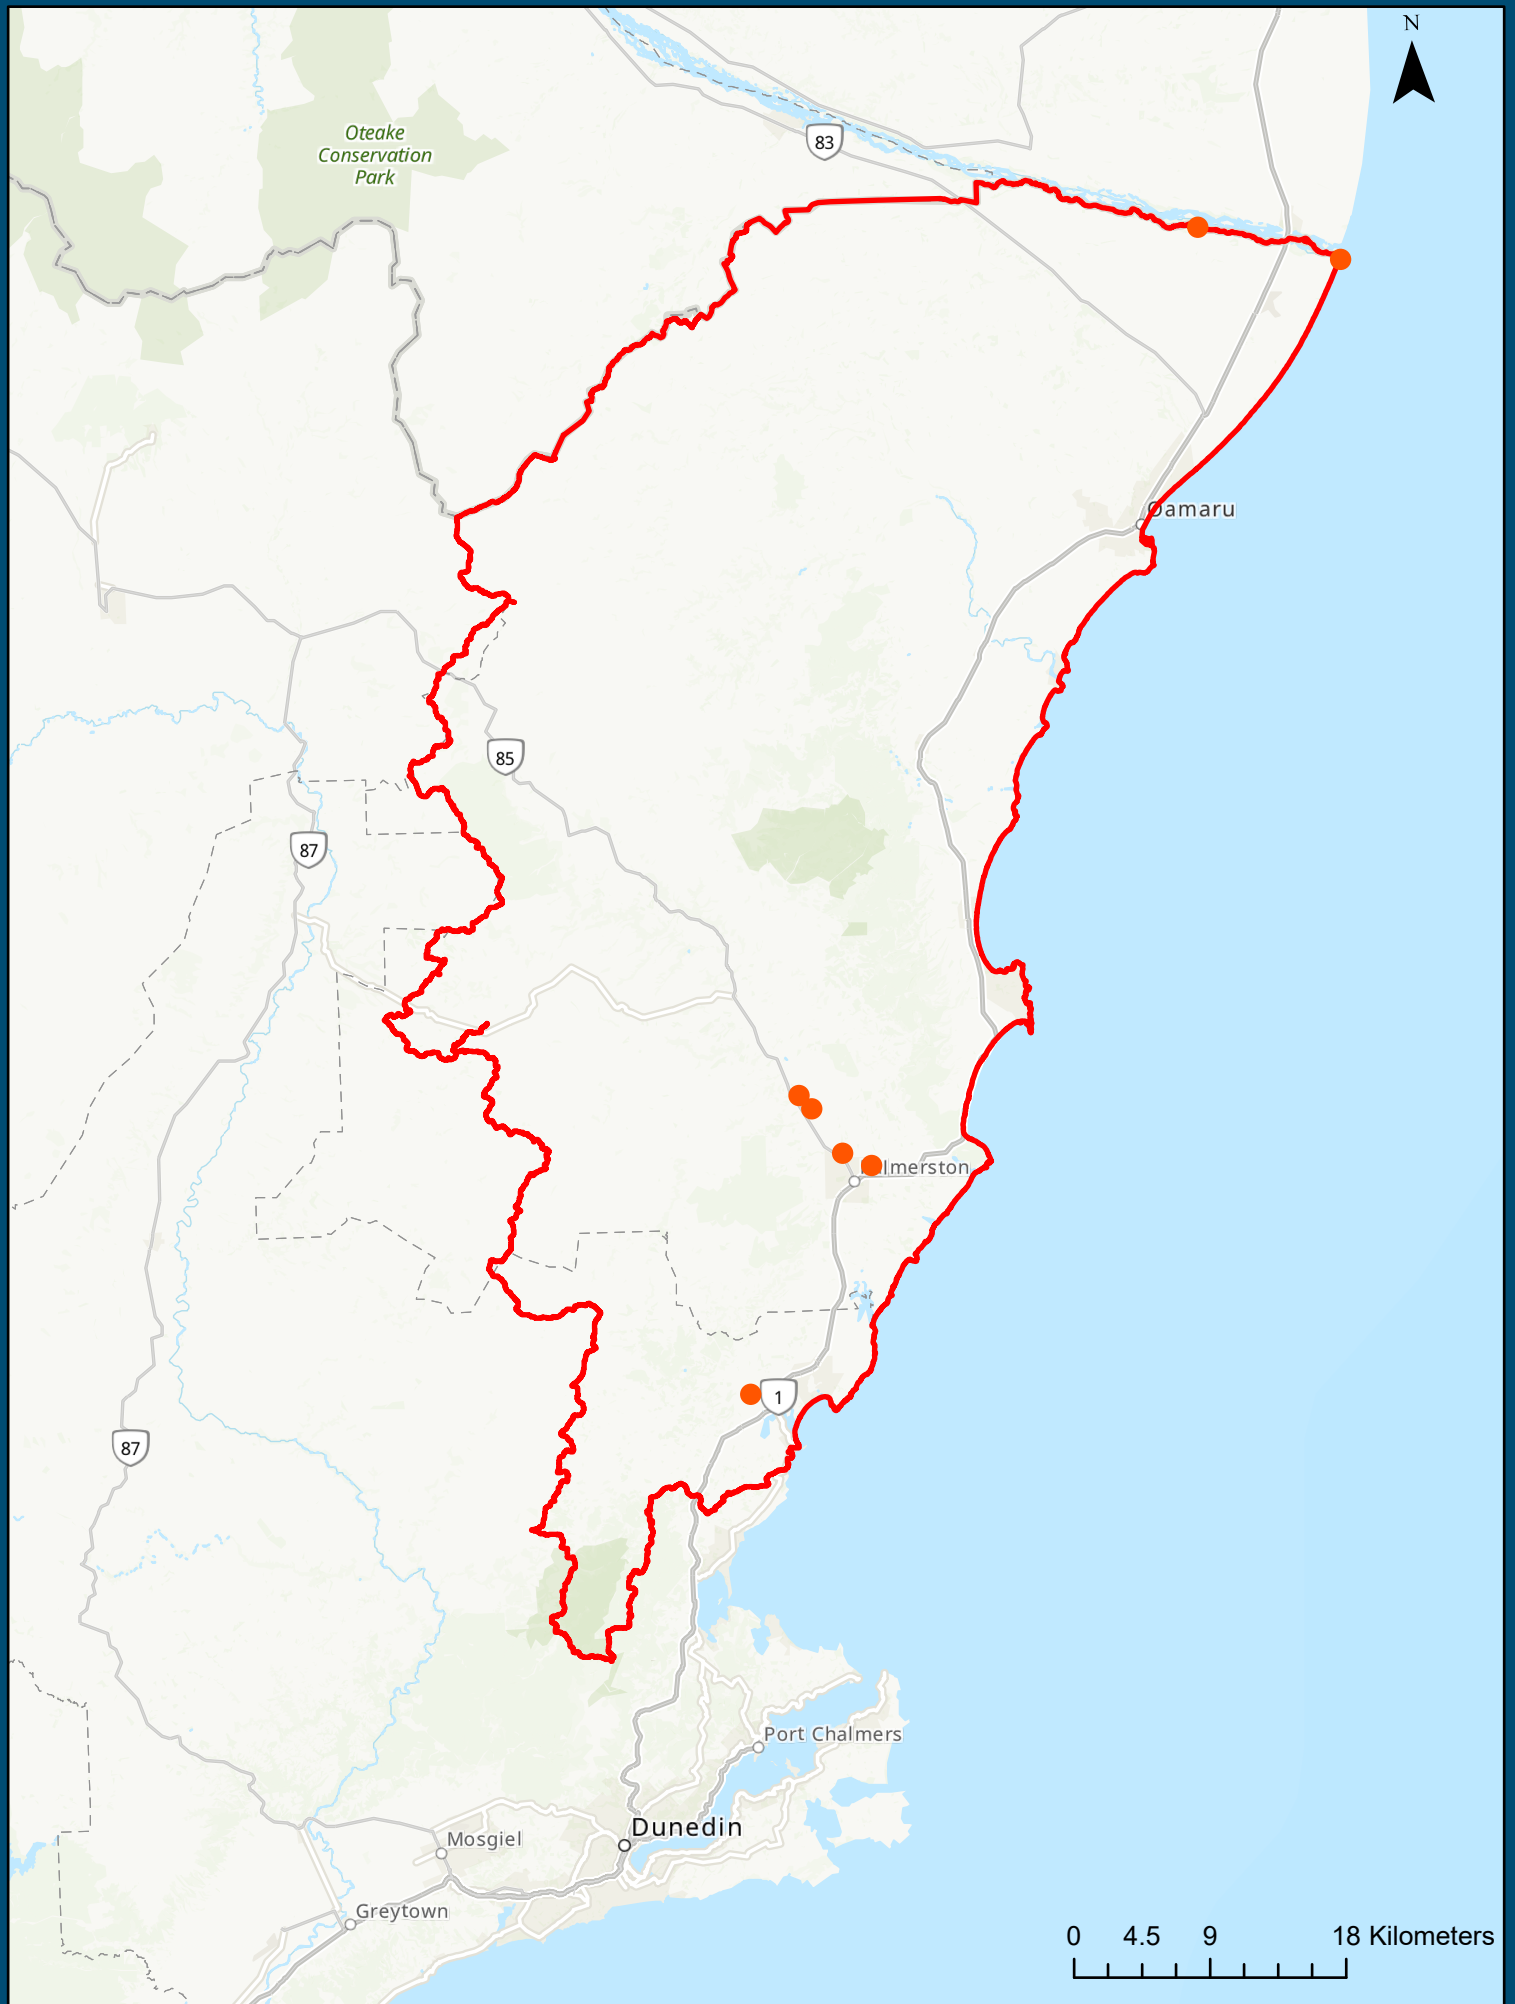 N
Oteake
Conservation
Park
83
Oamaru
85
87
lmerston
1
87
Port Chalmers
Dunedin
Mosgiel
Greytown
0 4.5 9 18 Kilometers